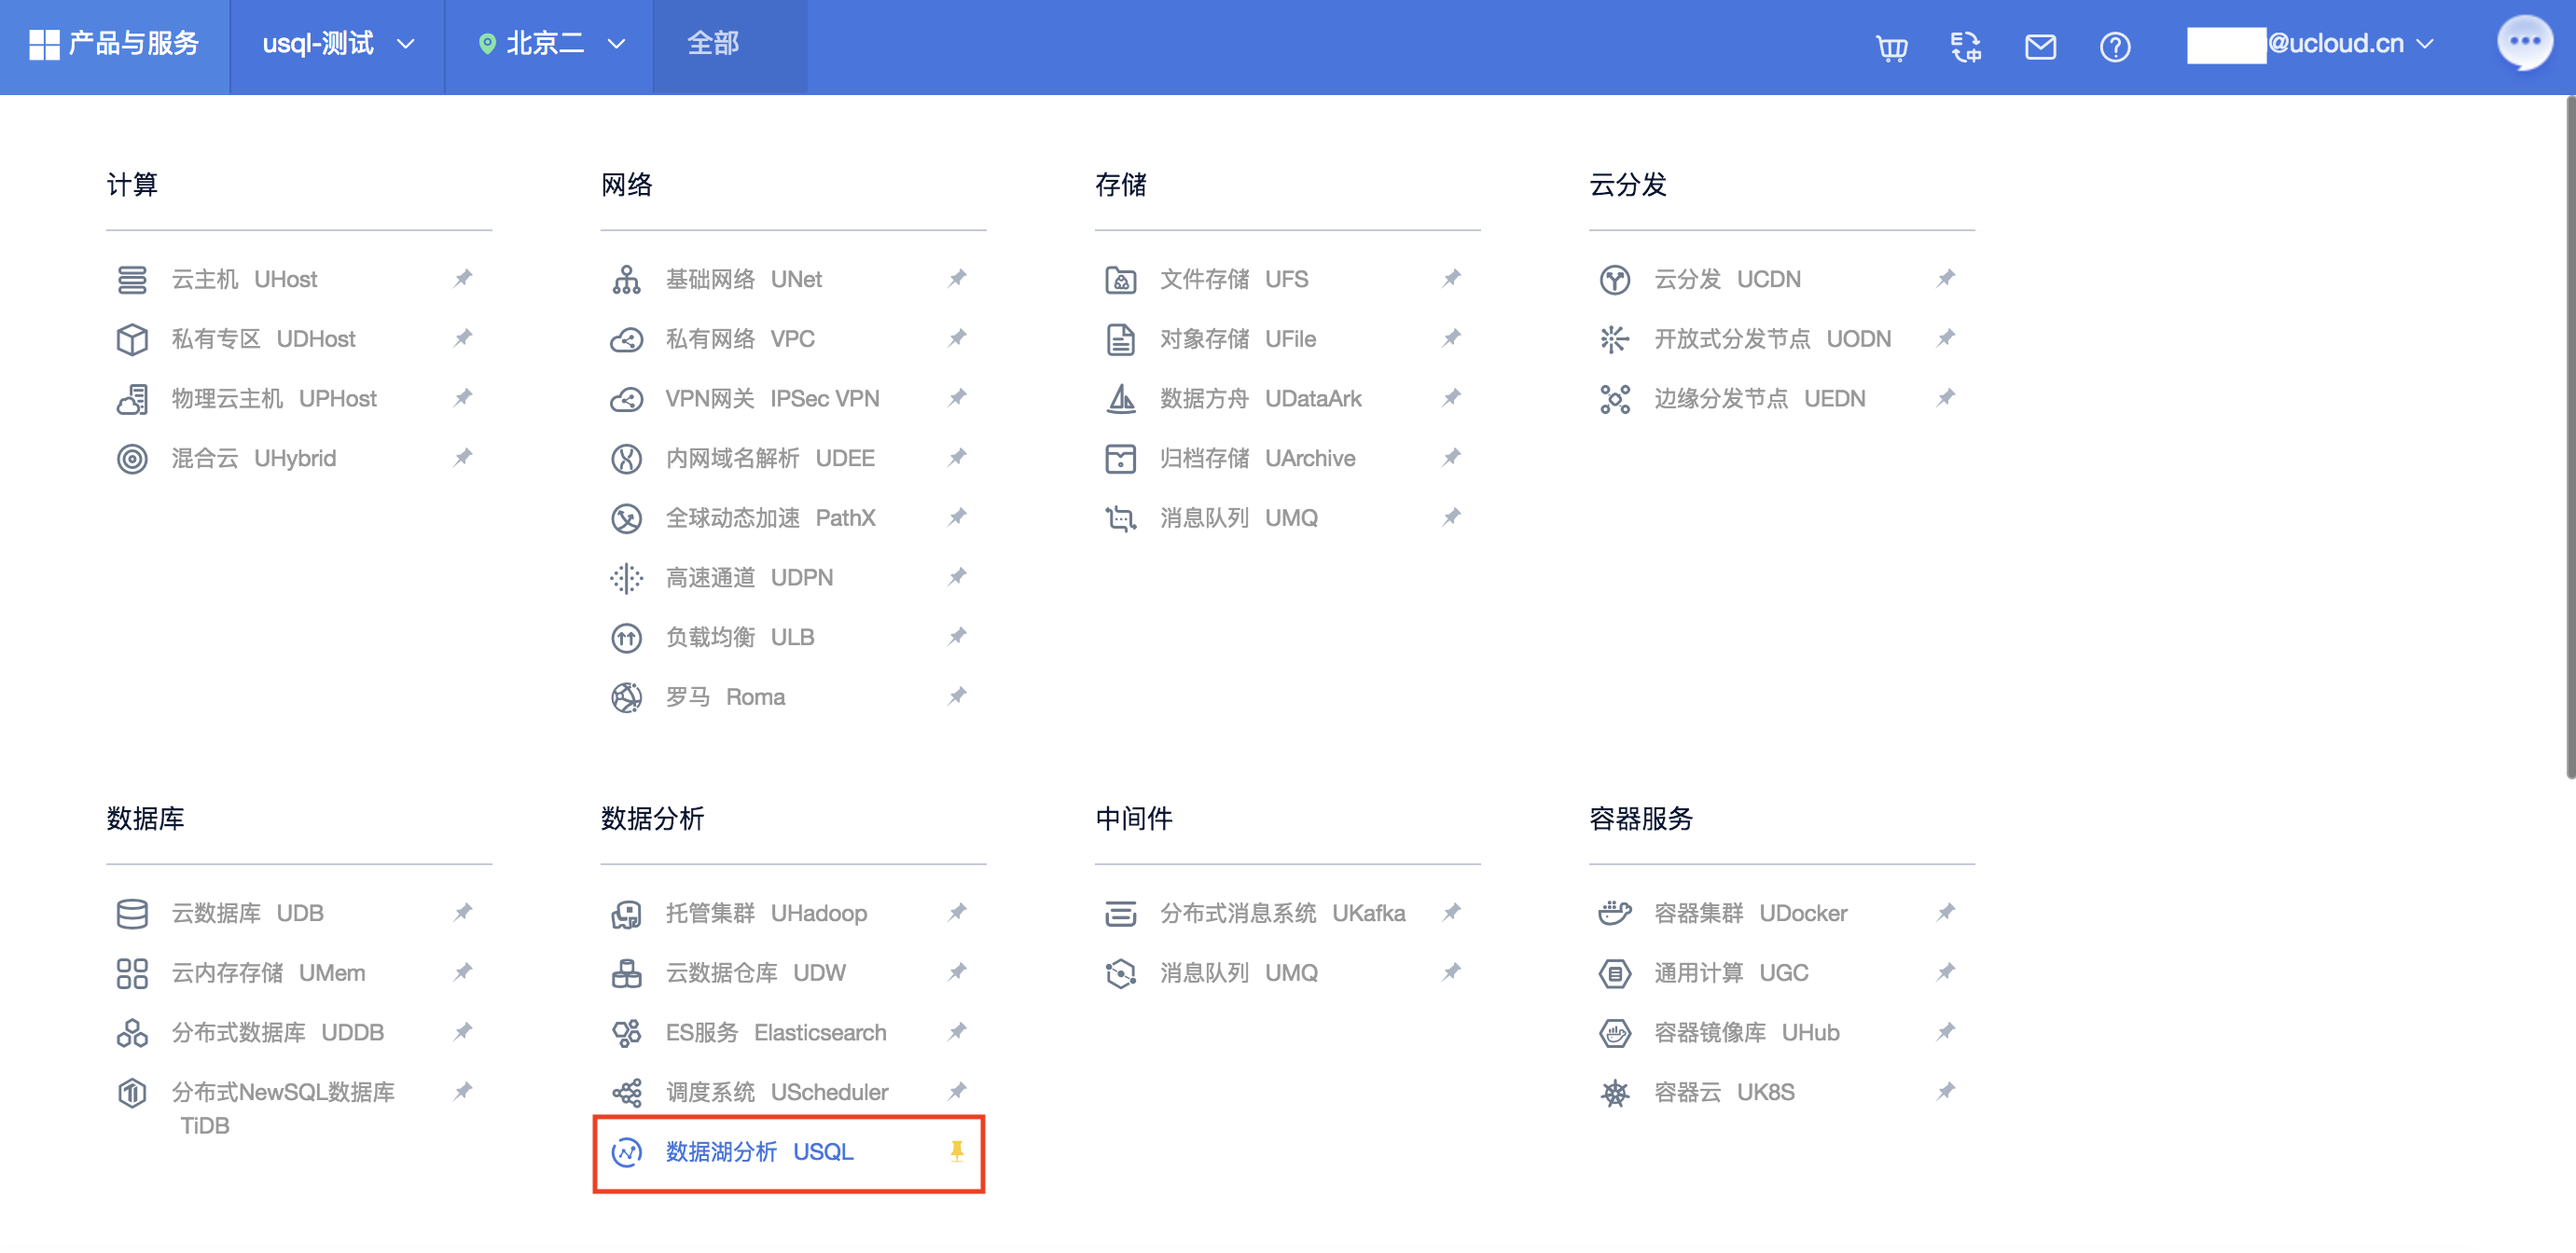 产品与服务
usql-测试
北京二
全部
@ucloud.cn
计算
云主机 UHost
私有专区 UDHost
物理云主机 UPHost
混合云 UHybrid
网络
基础网络 UNet
私有网络 VPC
VPN网关 IPSec VPN
内网域名解析 UDEE
全球动态加速 PathX
高速通道 UDPN
负载均衡 ULB
罗马 Roma
存储
文件存储 UFS
对象存储 UFile
数据方舟 UDataArk
归档存储 UArchive
消息队列 UMQ
云分发
云分发 UCDN
开放式分发节点 UODN
边缘分发节点 UEDN
数据库
云数据库 UDB
云内存存储 UMem
分布式数据库 UDDB
分布式NewSQL数据库
TiDB
数据分析
托管集群 UHadoop
云数据仓库 UDW
ES服务 Elasticsearch
调度系统 UScheduler
数据湖分析 USQL
中间件
分布式消息系统 UKafka
消息队列 UMQ
容器服务
容器集群 UDocker
通用计算 UGC
容器镜像库 UHub
容器云 UK8S